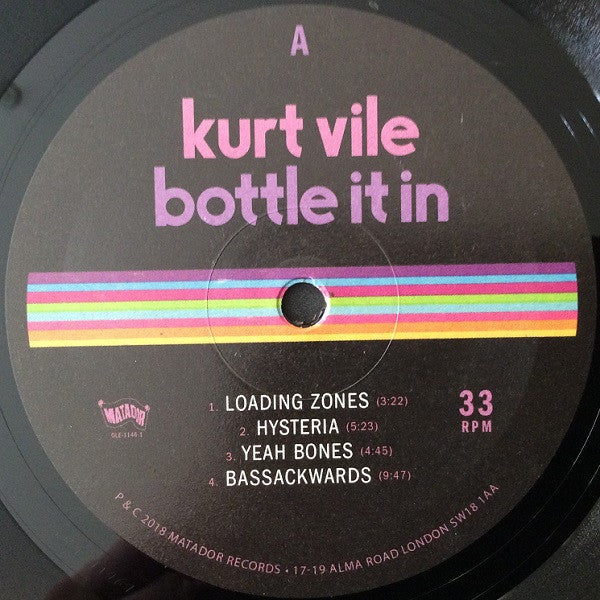 A
kurt vile
bottle it in
1. LOADING ZONES (3:22)
2. HYSTERIA (5:23)
3. YEAH BONES (4:45)
4. BASSACKWARDS (9:47)
33
RPM
MATADOR
OLE-1146-1
P & C 2018 MATADOR RECORDS • 17-19 ALMA ROAD LONDON SW18 1AA